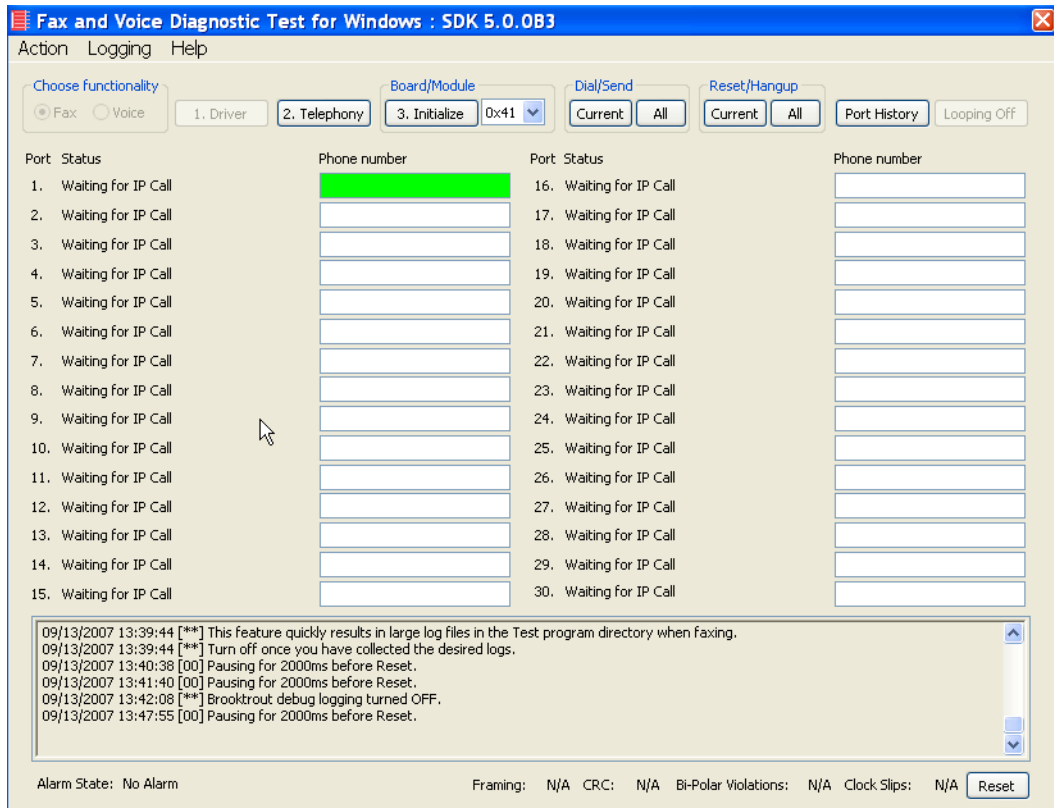 Fax and Voice Diagnostic Test for Windows : SDK 5.0.0B3
Action Logging Help
Choose functionality Board/Module Dial/Send Reset/Hangup
Fax Voice 1. Driver 2. Telephony 3. Initialize 0x41 Current All Current All Port History Looping Off
Port Status Phone number Port Status Phone number
1. Waiting for IP Call 16. Waiting for IP Call
2. Waiting for IP Call 17. Waiting for IP Call
3. Waiting for IP Call 18. Waiting for IP Call
4. Waiting for IP Call 19. Waiting for IP Call
5. Waiting for IP Call 20. Waiting for IP Call
6. Waiting for IP Call 21. Waiting for IP Call
7. Waiting for IP Call 22. Waiting for IP Call
8. Waiting for IP Call 23. Waiting for IP Call
9. Waiting for IP Call 24. Waiting for IP Call
10. Waiting for IP Call 25. Waiting for IP Call
11. Waiting for IP Call 26. Waiting for IP Call
12. Waiting for IP Call 27. Waiting for IP Call
13. Waiting for IP Call 28. Waiting for IP Call
14. Waiting for IP Call 29. Waiting for IP Call
15. Waiting for IP Call 30. Waiting for IP Call
09/13/2007 13:39:44 [**] This feature quickly results in large log files in the Test program directory when faxing.
09/13/2007 13:39:44 [**] Turn off once you have collected the desired logs.
09/13/2007 13:40:38 [00] Pausing for 2000ms before Reset.
09/13/2007 13:41:40 [00] Pausing for 2000ms before Reset.
09/13/2007 13:42:08 [**] Brooktrout debug logging turned OFF.
09/13/2007 13:47:55 [00] Pausing for 2000ms before Reset.
Alarm State: No Alarm Framing: N/A CRC: N/A Bi-Polar Violations: N/A Clock Slips: N/A Reset